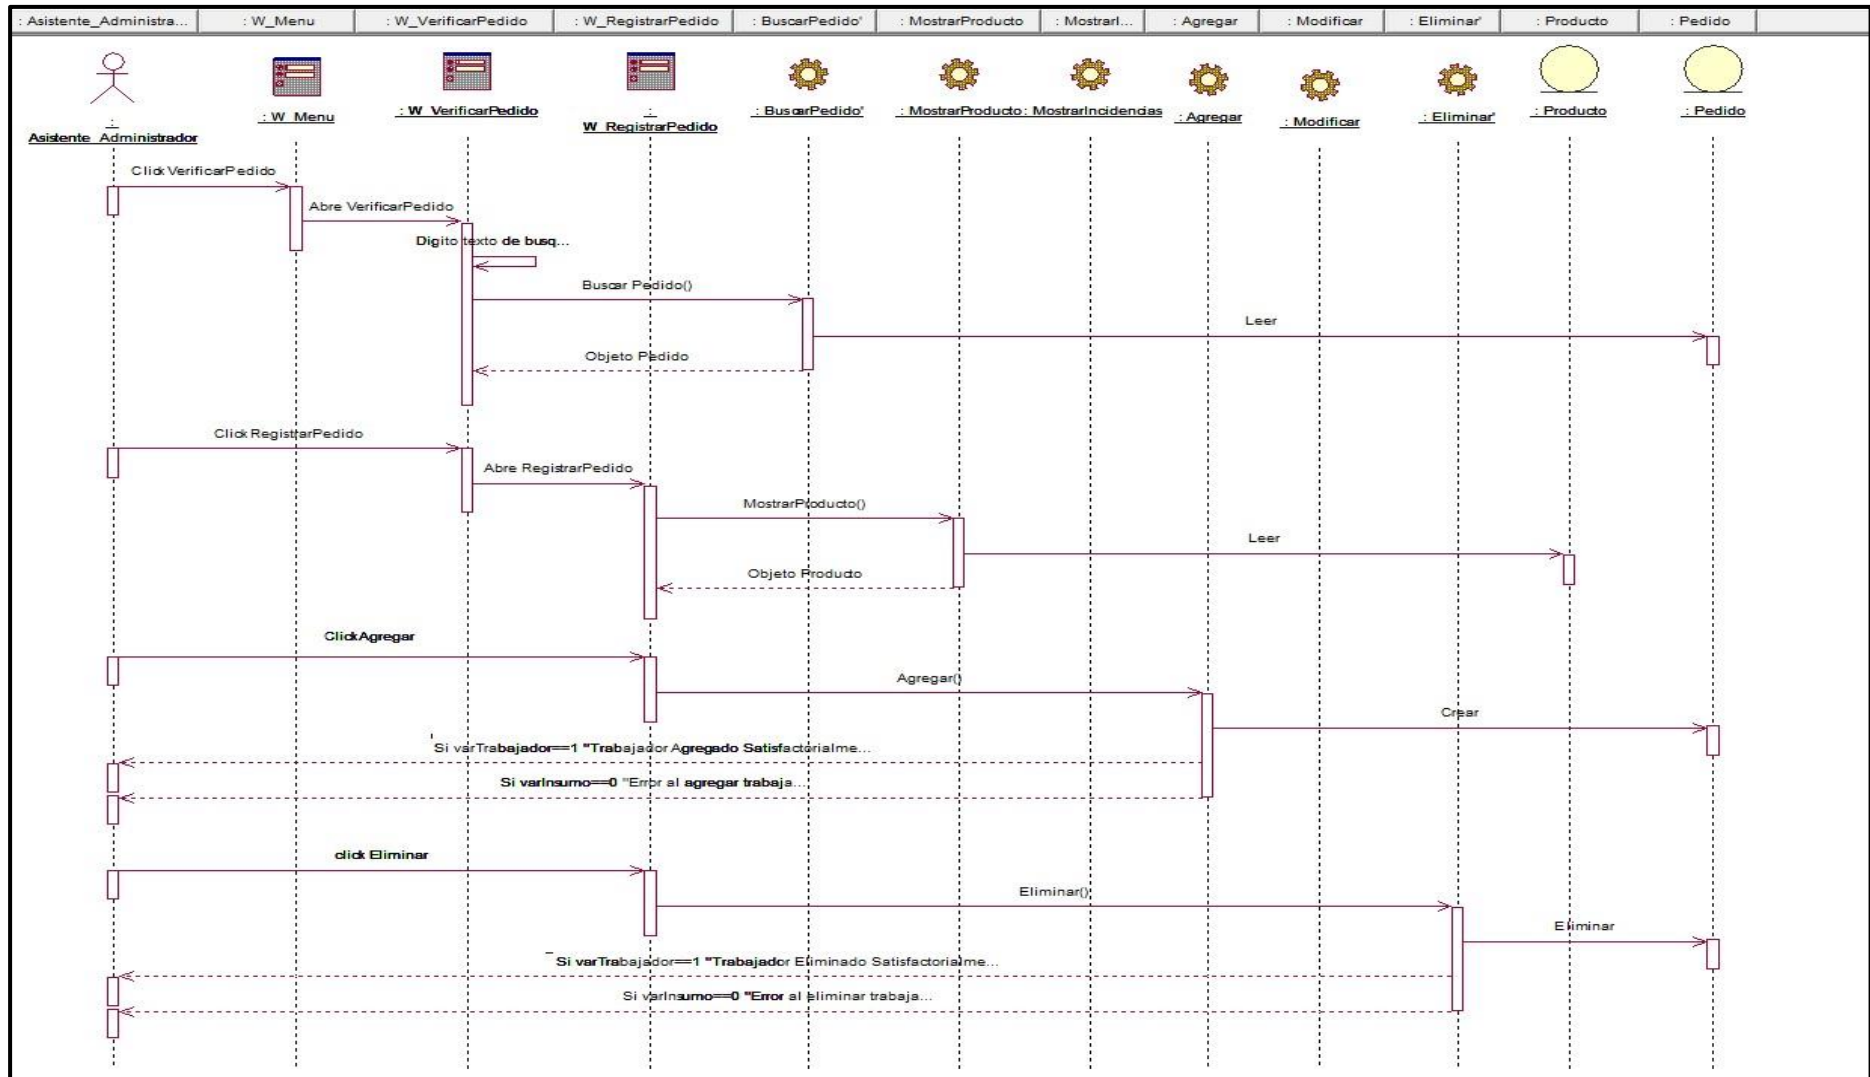 : Asistente_Administra...
: W_Menu
: W_VerificarPedido
: W_RegistrarPedido
: BuscarPedido'
: MostrarProducto
: MostrarI...
: Agregar
: Modificar
: Eliminar'
: Producto
: Pedido
:
Asistente_Administrador
: W_Menu
: W_VerificarPedido
:
W_RegistrarPedido
: BuscarPedido'
: MostrarProducto
: MostrarIncidencias
: Agregar
: Modificar
: Eliminar'
: Producto
: Pedido
Click VerificarPedido
Abre VerificarPedido
Digito texto de busq...
Buscar Pedido()
Leer
Objeto Pedido
Click RegistrarPedido
Abre RegistrarPedido
MostrarProducto()
Leer
Objeto Producto
Click Agregar
Agregar()
Crear
Si varTrabajador==1 "Trabajador Agregado Satisfactorialme...
Si varInsumo==0 "Error al agregar trabaja...
click Eliminar
Eliminar()
Eliminar
Si varTrabajador==1 "Trabajador Eliminado Satisfactorialme...
Si varInsumo==0 "Error al eliminar trabaja...